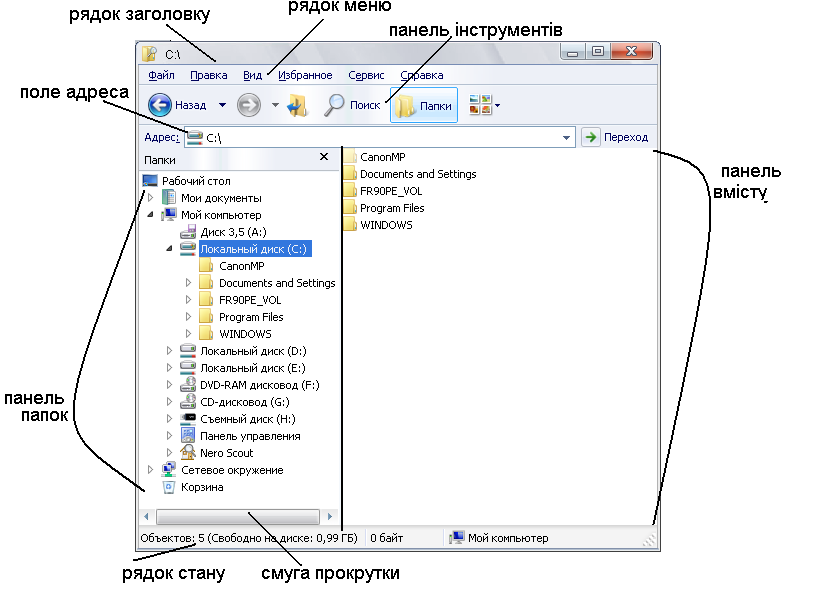 рядок заголовку
рядок меню
панель інструментів
C:\
Файл Правка Вид Избранное Сервис Справка
поле адреса
Назад Поиск Папки
Адрес: C:\ Переход
Папки
панель
вмісту
Рабочий стол
Мои документы
Мой компьютер
Диск 3,5 (A:)
Локальный диск (C:)
CanonMP
Documents and Settings
FR90PE_VOL
Program Files
WINDOWS
Локальный диск (D:)
Локальный диск (E:)
DVD-RAM дисковод (F:)
CD-дисковод (G:)
Съемный диск (H:)
Панель управления
Nero Scout
Сетевое окружение
Корзина
CanonMP
Documents and Settings
FR90PE_VOL
Program Files
WINDOWS
панель
папок
Объектов: 5 (Свободно на диске: 0,99 ГБ) 0 байт Мой компьютер
рядок стану
смуга прокрутки